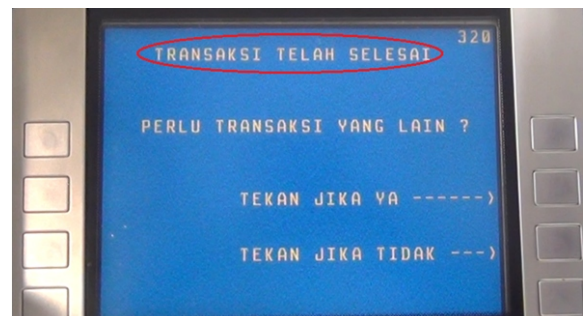 320
TRANSAKSI TELAH SELESAI
PERLU TRANSAKSI YANG LAIN ?
TEKAN JIKA YA ------>
TEKAN JIKA TIDAK --->